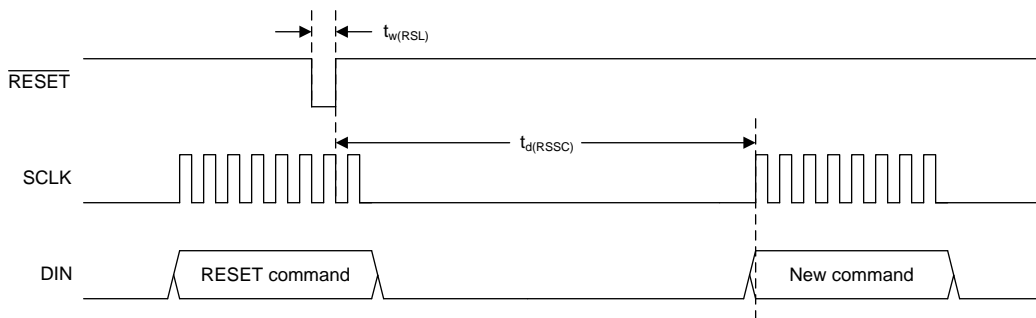 tw(RSL)
RESET
td(RSSC)
SCLK
DIN
RESET command
New command